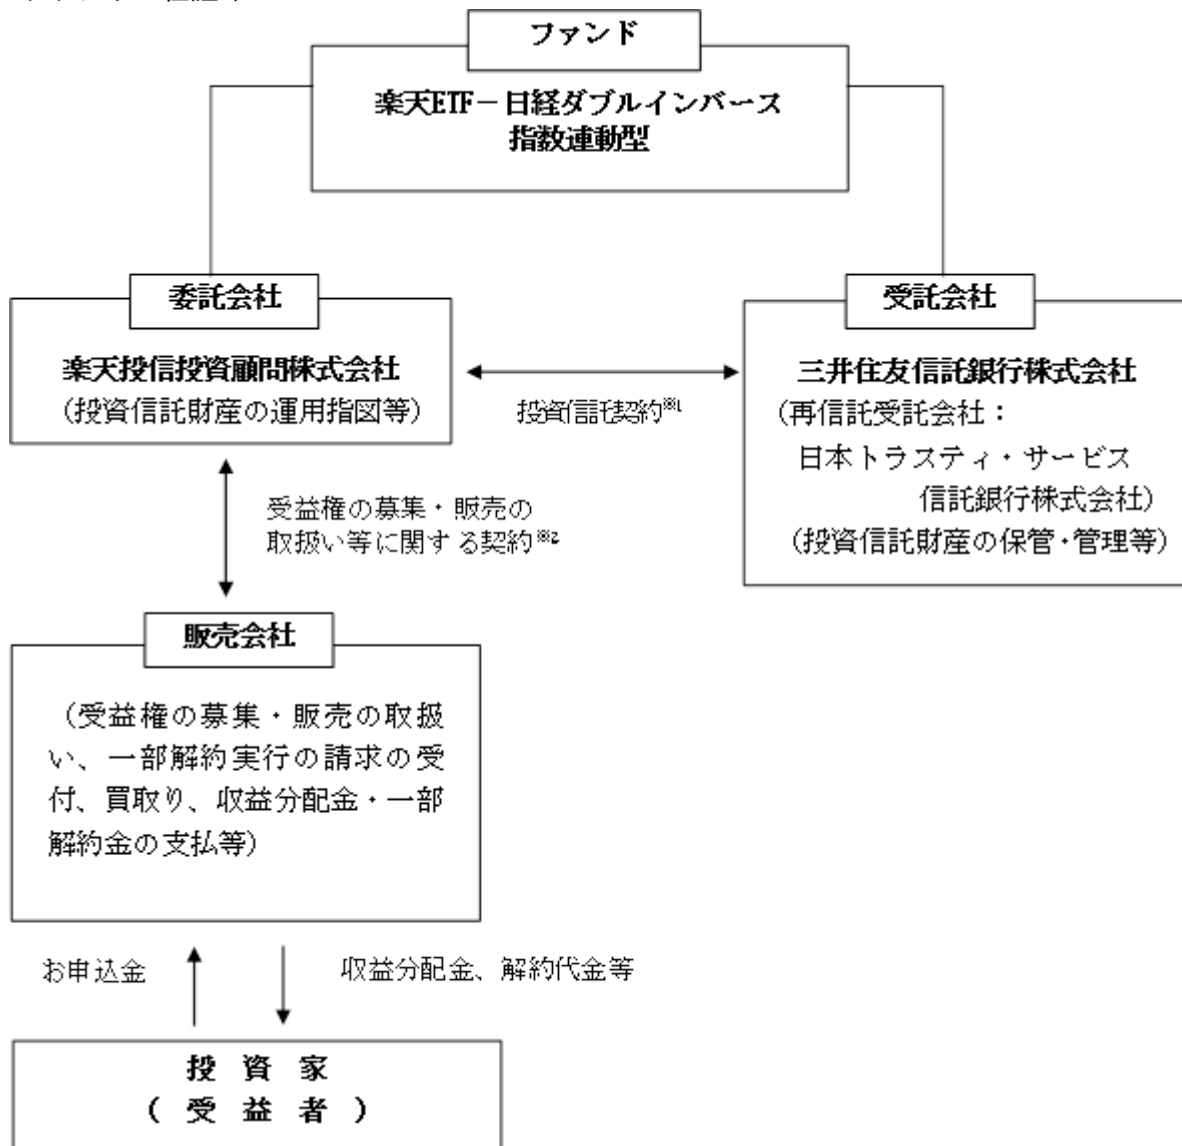 ファンド
楽天ETF－日経ダブルインバース
指数連動型
委託会社
楽天投信投資顧問株式会社
（投資信託財産の運用指図等）
投資信託契約※1
受託会社
三井住友信託銀行株式会社
（再信託受託会社：
日本トラスティ・サービス
信託銀行株式会社）
（投資信託財産の保管・管理等）
受益権の募集・販売の
取扱い等に関する契約※2
販売会社
（受益権の募集・販売の取扱
い、一部解約実行の請求の受
付、買取り、収益分配金・一部
解約金の支払等）
お申込金
収益分配金、解約代金等
投 資 家
（ 受 益 者 ）